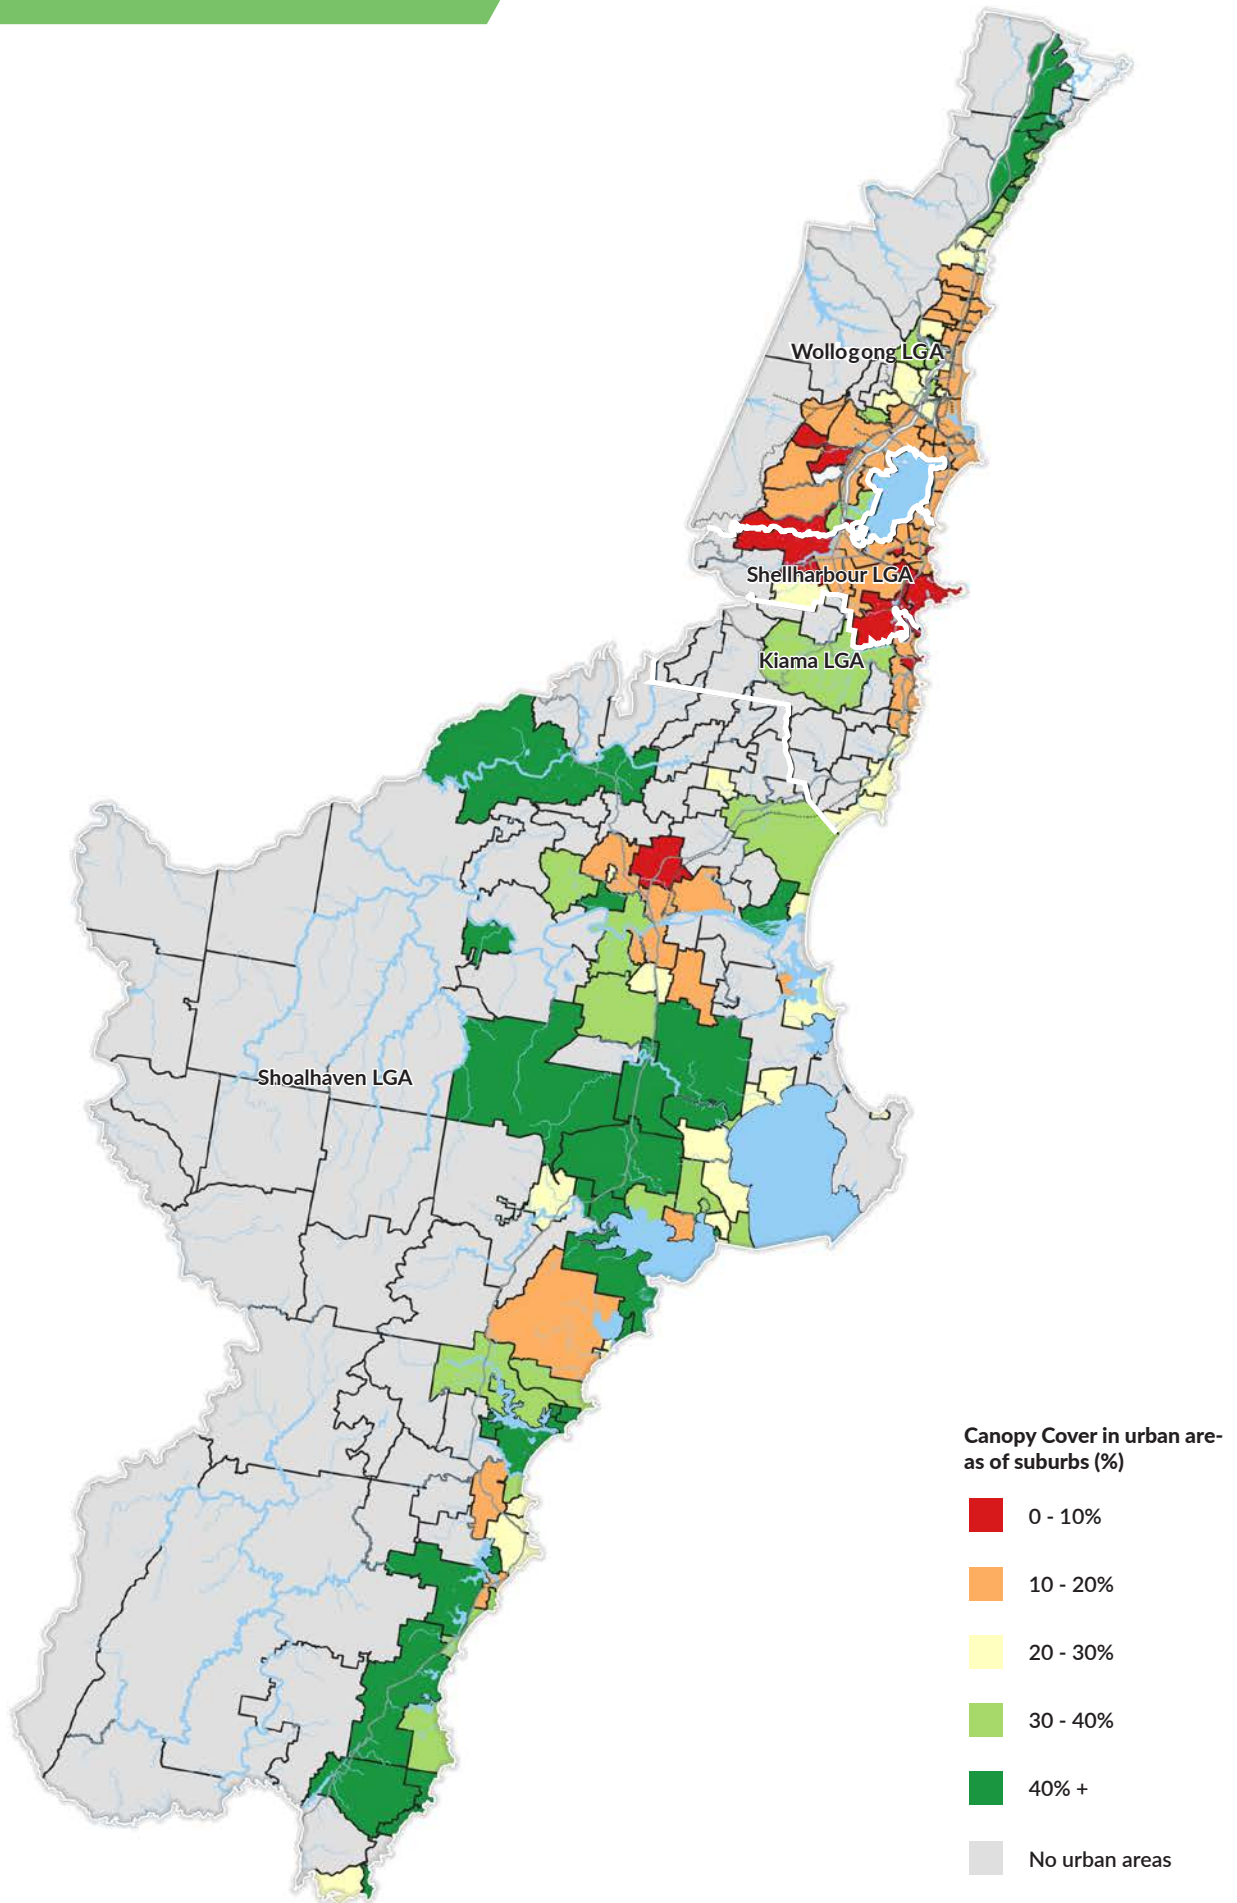 Wollogong LGA
Shellharbour LGA
Kiama LGA
Shoalhaven LGA
Canopy Cover in urban are-
as of suburbs (%)
0 - 10%
10 - 20%
20 - 30%
30 - 40%
40% +
No urban areas